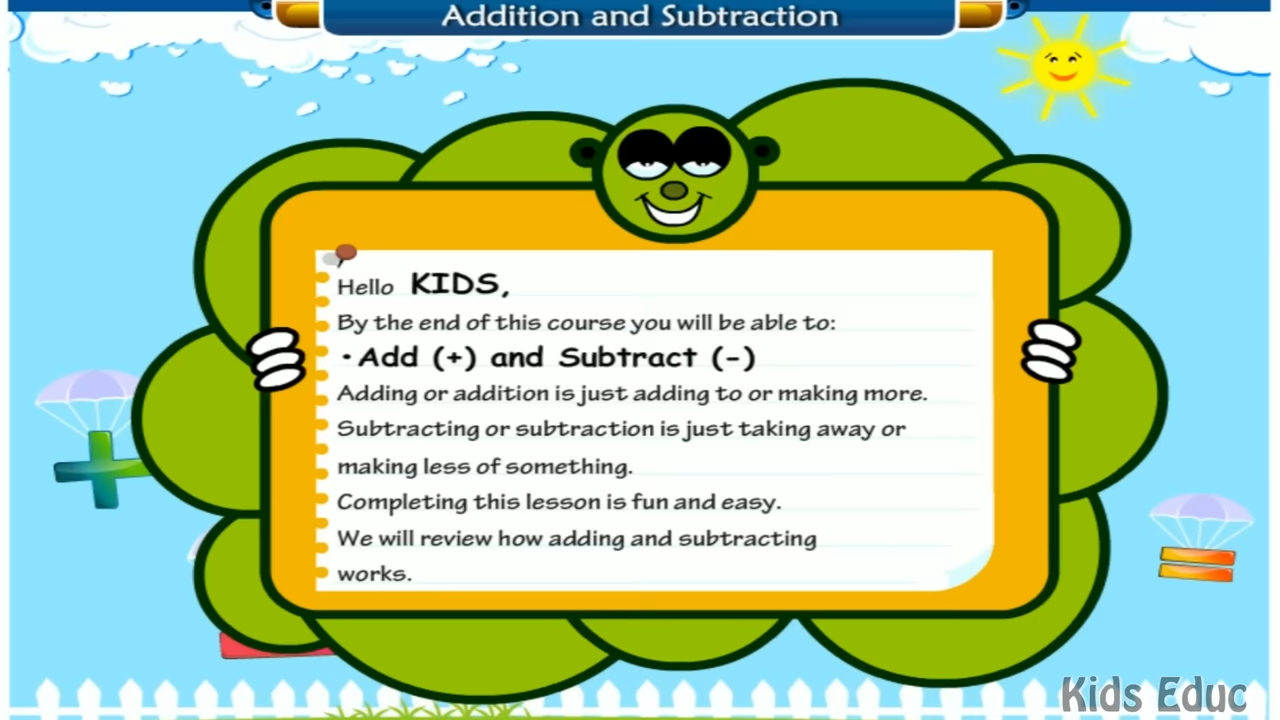 Addition and Subtraction
Hello KIDS,
By the end of this course you will be able to:
• Add (+) and Subtract (-)
Adding or addition is just adding to or making more.
Subtracting or subtraction is just taking away or
making less of something.
Completing this lesson is fun and easy.
We will review how adding and subtracting
works.
Kids Educ